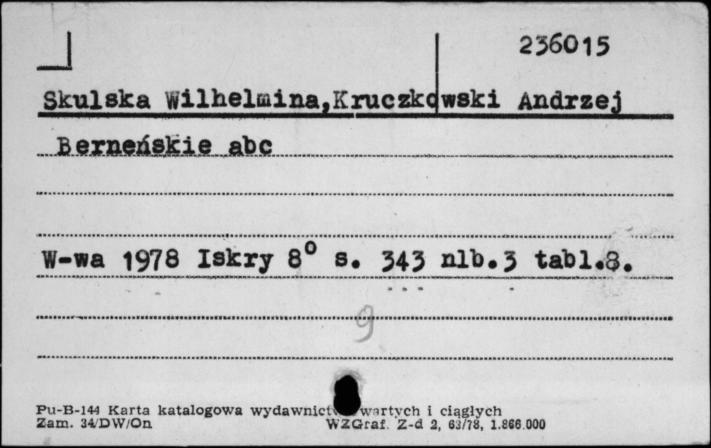 236015
Skulska Wilhelmina,Kruczkowski Andrzej
Berneńskie abc
W-wa 1978 Iskry 8° s. 343 nlb.3 tabl.8.
9
Pu-B-144 Karta katalogowa wydawnict wartych i ciągłych
Zam. 34/DW/On WZGraf. Z-d 2, 63/78, 1.866.000